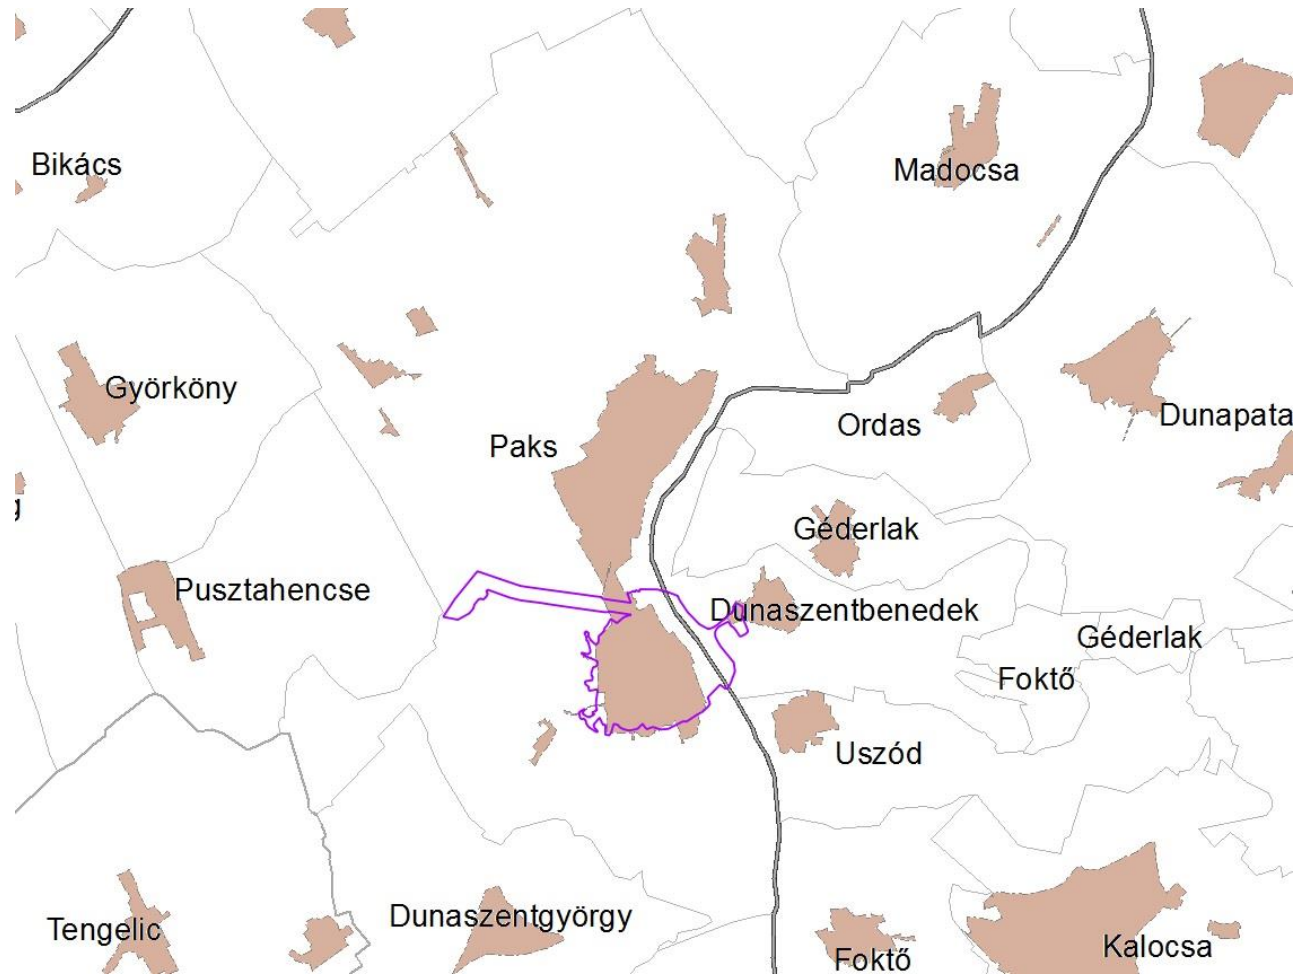 Bikács
Madocsa
Györköny
Ordas
Dunapata
Paks
g
Géderlak
Pusztahencse
Dunaszentbenedek
Géderlak
Foktő
Uszód
Tengelic
Dunaszentgyörgy
Foktő
Kalocsa